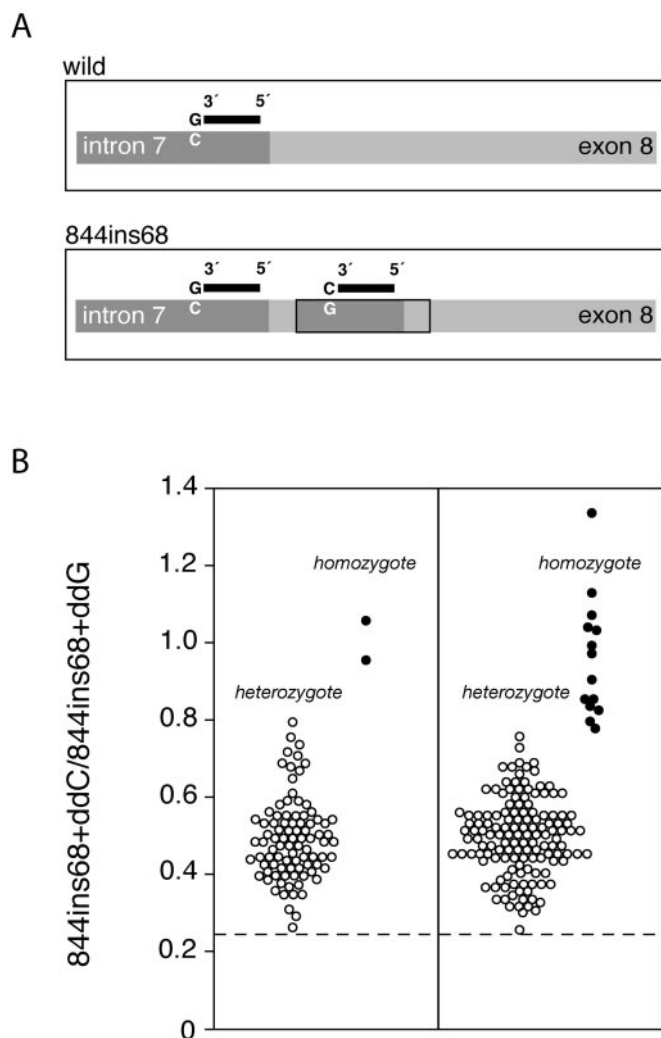 A
wild
3´ 5´
G
C
intron 7 exon 8
844ins68
3´ 5´ 3´ 5´
G C
C G
intron 7 exon 8
B
844ins68+ddC/844ins68+ddG
1.4
1.2
1.0
0.8
0.6
0.4
0.2
0
homozygote homozygote
heterozygote heterozygote